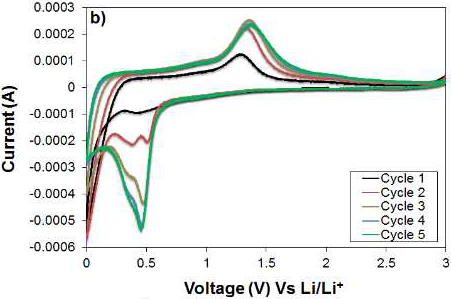 b)
0.0003
0.0002
0.0001
0
-0.0001
-0.0002
-0.0003
-0.0004
-0.0005
-0.0006
Current (A)
Cycle 1
Cycle 2
Cycle 3
Cycle 4
Cycle 5
0 0.5 1 1.5 2 2.5 3
Voltage (V) Vs Li/Li⁺